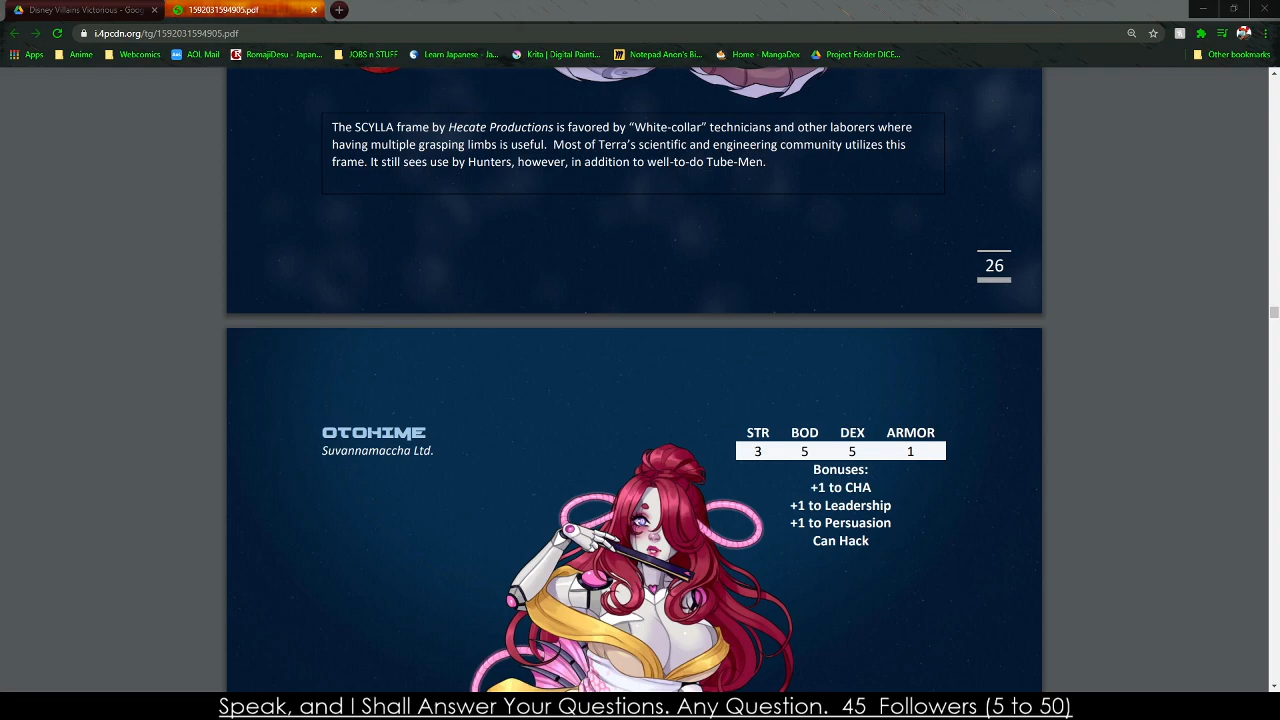 Disney Villains Victorious - Goog
1592031594905.pdf
i.4pcdn.org/tg/1592031594905.pdf
Apps
Anime
Webcomics
AOL Mail
RomajiDesu - Japan...
JOBS n STUFF
Learn Japanese - Ja...
Krita | Digital Paintin...
Notepad Anon's Bi...
Home - MangaDex
Project Folder DICE...
Other bookmarks
The SCYLLA frame by Hecate Productions is favored by “White-collar” technicians and other laborers where
having multiple grasping limbs is useful. Most of Terra’s scientific and engineering community utilizes this
frame. It still sees use by Hunters, however, in addition to well-to-do Tube-Men.
26
OTOHIME
Suvannamaccha Ltd.
STR BOD DEX ARMOR
3 5 5 1
Bonuses:
+1 to CHA
+1 to Leadership
+1 to Persuasion
Can Hack
Speak, and I Shall Answer Your Questions. Any Question. 45 Followers (5 to 50)